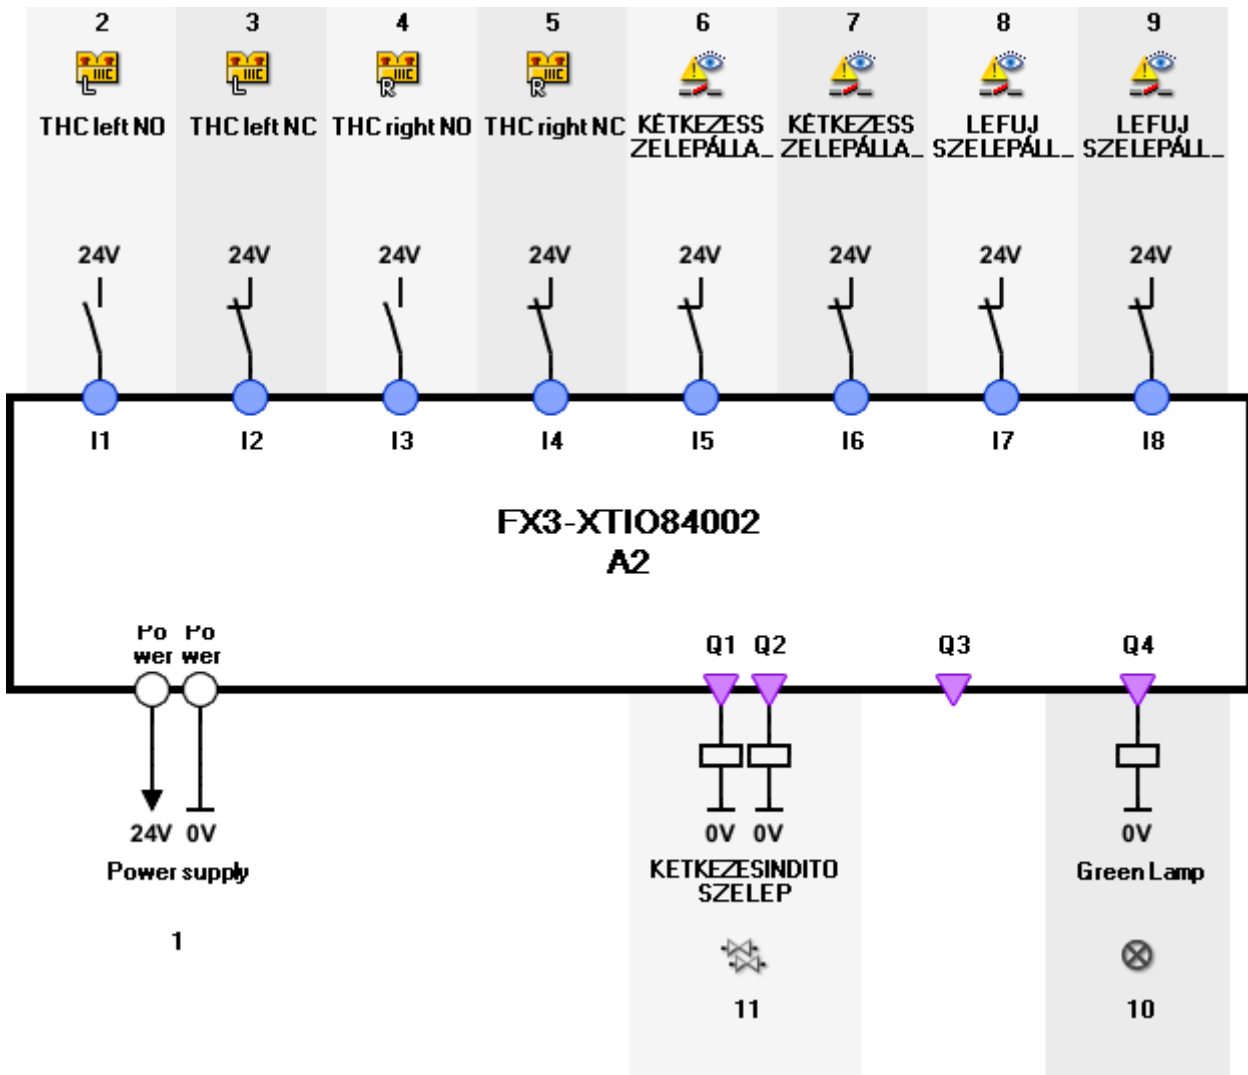 2 3 4 5 6 7 8 9
THC left NO THC left NC THC right NO THC right NC KÉTKEZESS KÉTKEZESS LEFUJ LEFUJ
ZELEPÁLLA_ ZELEPÁLLA_ SZELEPÁLL_ SZELEPÁLL_
24V 24V 24V 24V 24V 24V 24V 24V
I1 I2 I3 I4 I5 I6 I7 I8
FX3-XTIO84002
A2
Po Po
wer wer
Q1 Q2 Q3 Q4
24V 0V 0V 0V 0V
Power supply KETKEZESINDITO Green Lamp
SZELEP
1
11 10